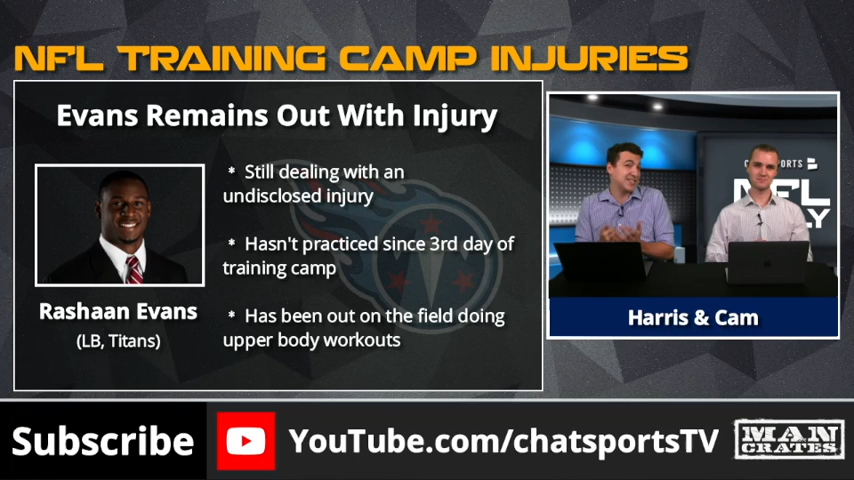 NFL TRAINING CAMP INJURIES
Evans Remains Out With Injury
* Still dealing with an
undisclosed injury
* Hasn't practiced since 3rd day of
training camp
* Has been out on the field doing
upper body workouts
Rashaan Evans
(LB, Titans)
NFL
Harris & Cam
Subscribe
YouTube.com/chatsportsTV
MAN
CRATES